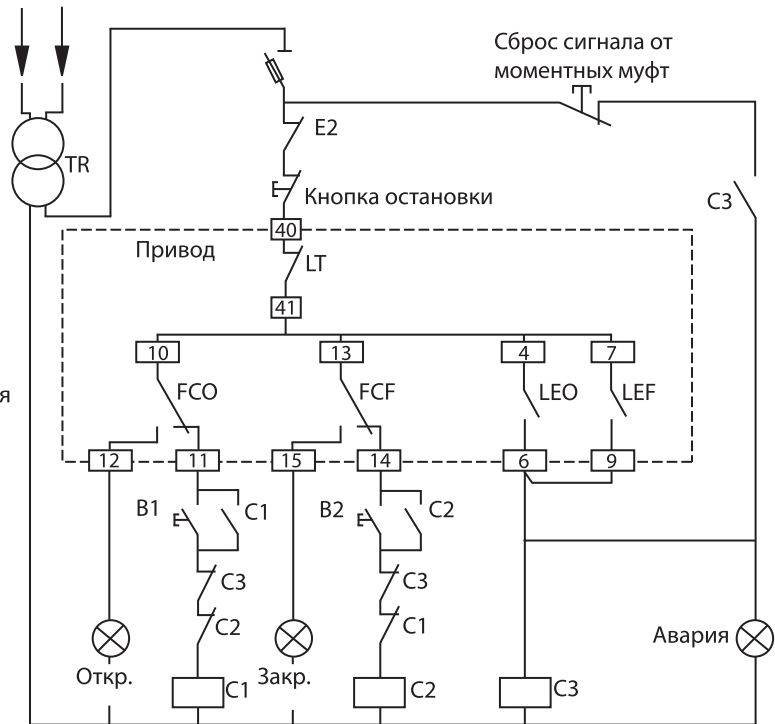 Сброс сигнала от
моментных муфт
E2
TR
Кнопка остановки
C3
40
Привод
LT
41
10
13
4
7
я
FCO
FCF
LEO
LEF
12
11
15
14
6
9
B1
C1
B2
C2
C3
C3
C2
C1
Авария
Откр.
C1
Закр.
C2
C3